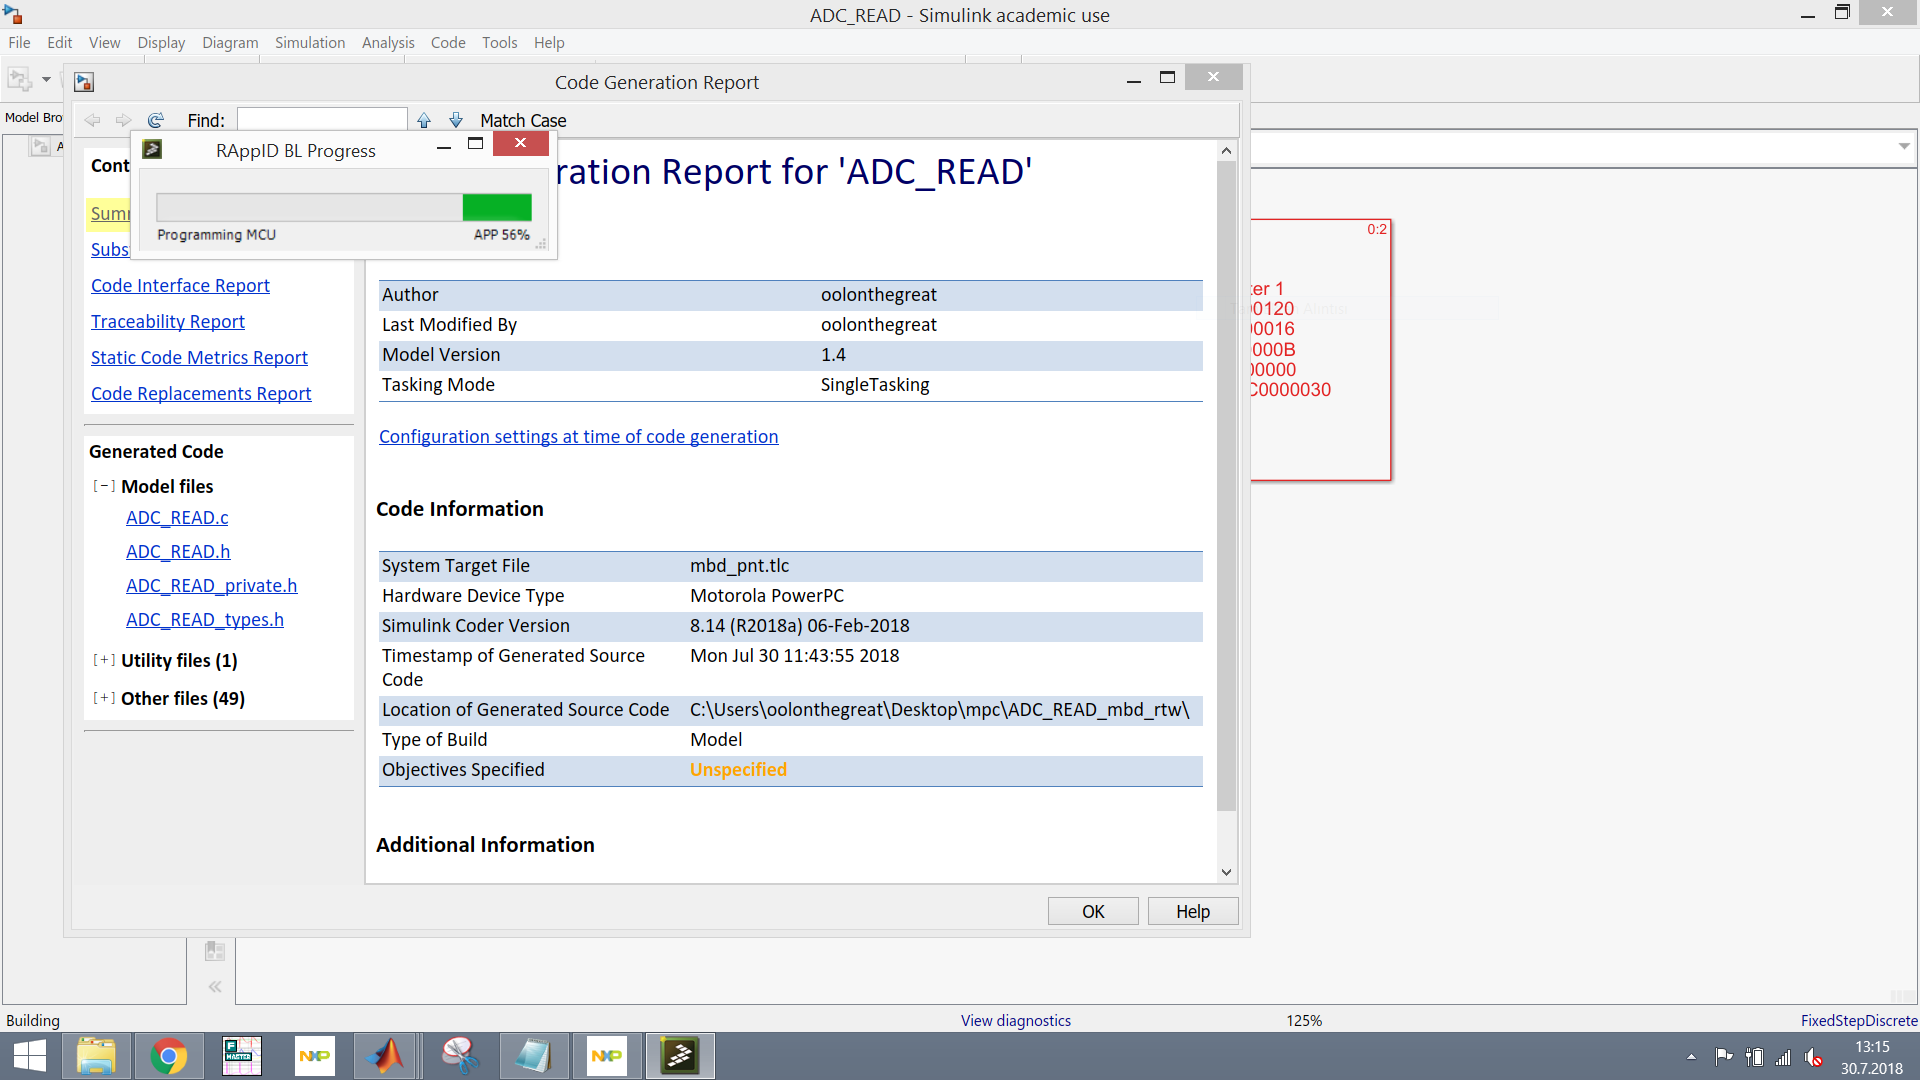 ADC_READ - Simulink academic use
File Edit View Display Diagram Simulation Analysis Code Tools Help
Code Generation Report
Model Bro
Find: Match Case
RAppID BL Progress
Programming MCU APP 56%
Cont
Sum
Subs
Code Interface Report
Traceability Report
Static Code Metrics Report
Code Replacements Report
Generated Code
[-] Model files
ADC_READ.c
ADC_READ.h
ADC_READ_private.h
ADC_READ_types.h
[+] Utility files (1)
[+] Other files (49)
ration Report for 'ADC_READ'
Author oolonthegreat
Last Modified By oolonthegreat
Model Version 1.4
Tasking Mode SingleTasking
Configuration settings at time of code generation
Code Information
System Target File mbd_pnt.tlc
Hardware Device Type Motorola PowerPC
Simulink Coder Version 8.14 (R2018a) 06-Feb-2018
Timestamp of Generated Source Code Mon Jul 30 11:43:55 2018
Location of Generated Source Code C:\Users\oolonthegreat\Desktop\mpc\ADC_READ_mbd_rtw\
Type of Build Model
Objectives Specified Unspecified
Additional Information
OK Help
0:2
ter 1
00120
00016
000B
00000
C0000030
Building View diagnostics 125% FixedStepDiscrete
F MASTER
NXP
NXP
13:15
30.7.2018